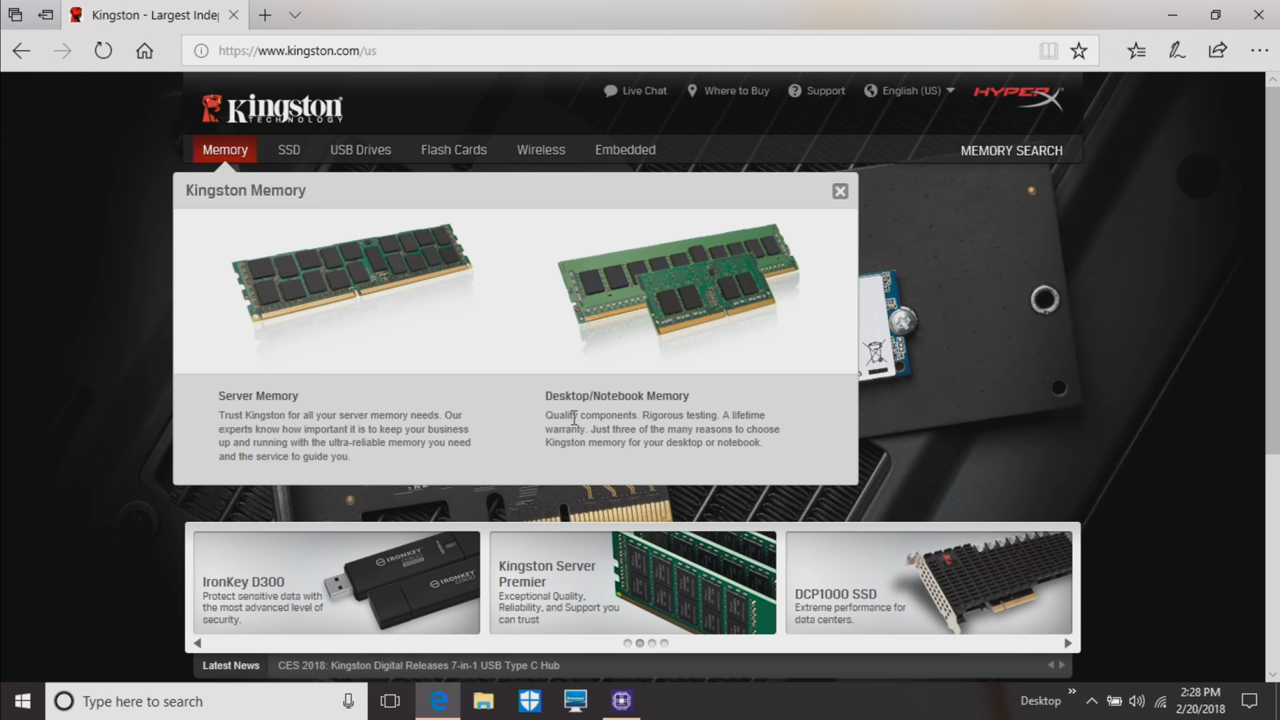 Kingston - Largest Inde
https://www.kingston.com/us
Kingston
TECHNOLOGY
Live Chat
Where to Buy
Support
English (US)
HYPERX
Memory
SSD
USB Drives
Flash Cards
Wireless
Embedded
MEMORY SEARCH
Kingston Memory
Server Memory
Trust Kingston for all your server memory needs. Our
experts know how important it is to keep your business
up and running with the ultra-reliable memory you need
and the service to guide you.
Desktop/Notebook Memory
Quality components. Rigorous testing. A lifetime
warranty. Just three of the many reasons to choose
Kingston memory for your desktop or notebook.
IronKey D300
Protect sensitive data with
the most advanced level of
security.
IRONKEY
IRONKEY
Kingston Server
Premier
Exceptional Quality,
Reliability, and Support you
can trust
DCP1000 SSD
Extreme performance for
data centers.
Latest News
CES 2018: Kingston Digital Releases 7-in-1 USB Type C Hub
Type here to search
Desktop
2:28 PM
2/20/2018